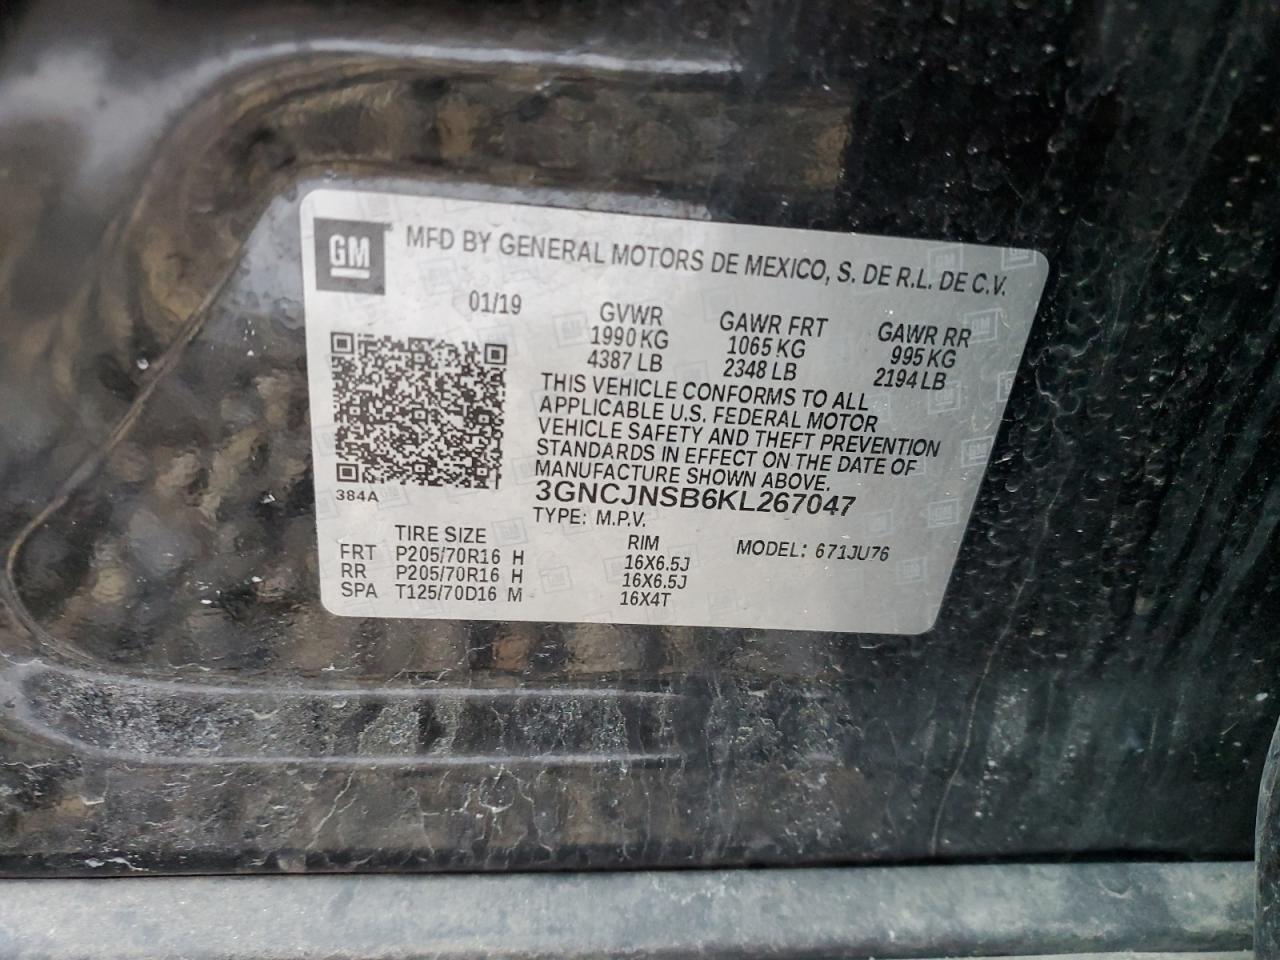 GM
MFD BY GENERAL MOTORS DE MEXICO, S. DE R.L. DE C.V.
01/19
GVWR
1990 KG
4387 LB
GAWR FRT
1065 KG
2348 LB
GAWR RR
995 KG
2194 LB
THIS VEHICLE CONFORMS TO ALL
APPLICABLE U.S. FEDERAL MOTOR
VEHICLE SAFETY AND THEFT PREVENTION
STANDARDS IN EFFECT ON THE DATE OF
MANUFACTURE SHOWN ABOVE.
3GNCJNSB6KL267047
TYPE: M.P.V.
384A
TIRE SIZE RIM MODEL: 671JU76
FRT P205/70R16 H 16X6.5J
RR P205/70R16 H 16X6.5J
SPA T125/70D16 M 16X4T